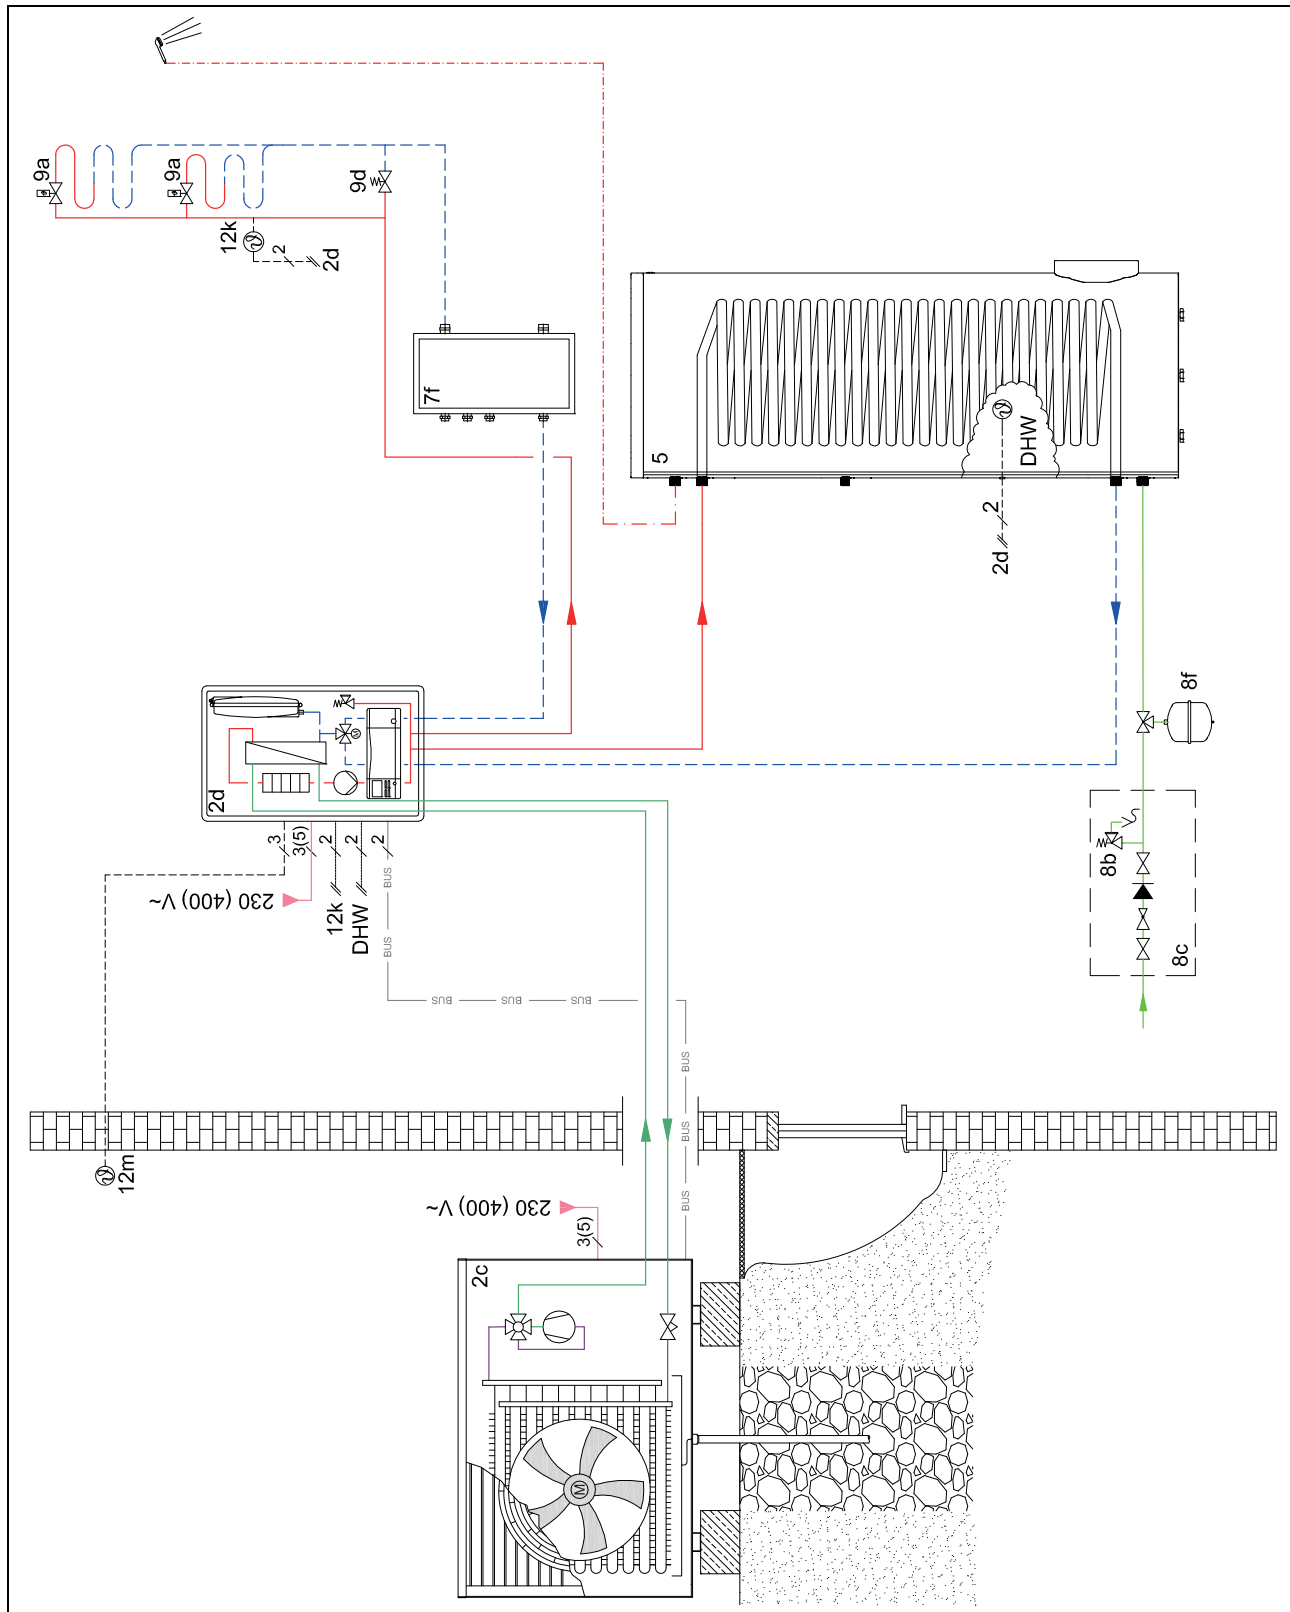 9a
9a
12k
2
2d
9d
7f
5
DHW
2
2d
8f
8b
8c
2d
3
3(5)
2
2
2
230 (400) V~
12k
DHW
BUS
BUS
BUS
BUS
BUS
BUS
BUS
BUS
12m
230 (400) V~
3(5)
2c
M
M